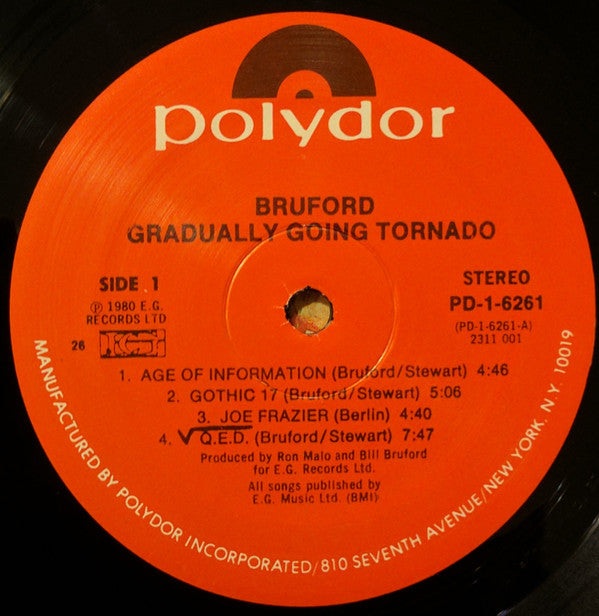 polydor
BRUFORD
GRADUALLY GOING TORNADO
SIDE 1
℗ 1980 E.G.
RECORDS LTD
26
STEREO
PD-1-6261
(PD-1-6261-A)
2311 001
1. AGE OF INFORMATION (Bruford/Stewart) 4:46
2. GOTHIC 17 (Bruford/Stewart) 5:06
3. JOE FRAZIER (Berlin) 4:40
4. Q.E.D. (Bruford/Stewart) 7:47
Produced by Ron Malo and Bill Bruford
for E.G. Records Ltd.
All songs published by
E.G. Music Ltd. (BMI)
MANUFACTURED BY POLYDOR INCORPORATED/810 SEVENTH AVENUE/NEW YORK, N.Y. 10019